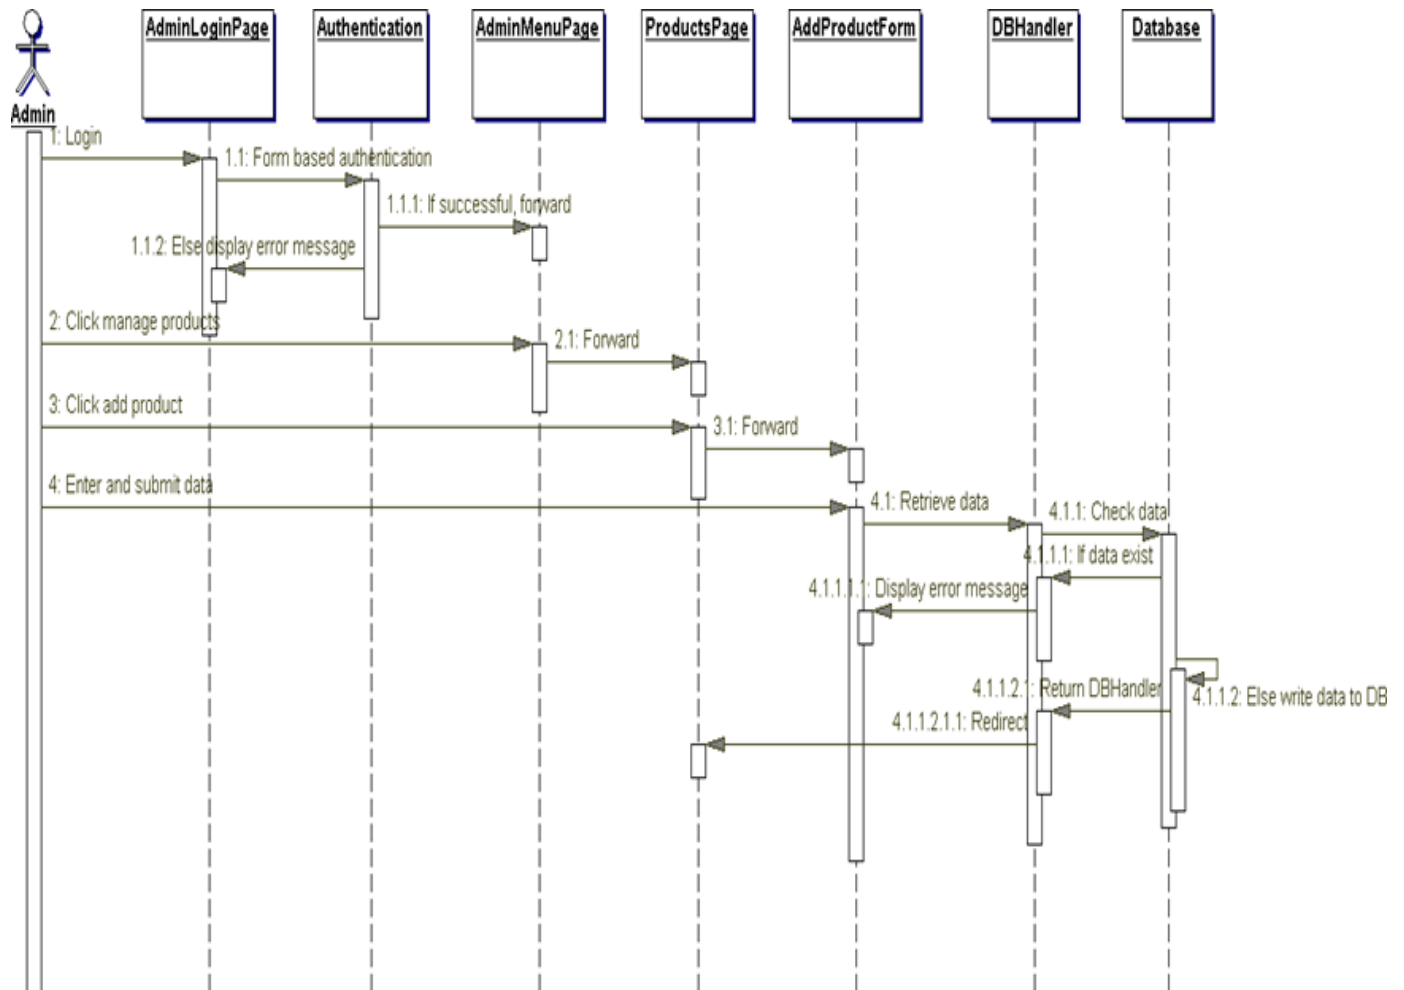 AdminLoginPage
Authentication
AdminMenuPage
ProductsPage
AddProductForm
DBHandler
Database
Admin
1: Login
1.1: Form based authentication
1.1.1: If successful, forward
1.1.2: Else display error message
2: Click manage products
2.1: Forward
3: Click add product
3.1: Forward
4: Enter and submit data
4.1: Retrieve data
4.1.1: Check data
4.1.1.1: If data exist
4.1.1.1.1: Display error message
4.1.1.2: Else write data to DB
4.1.1.2.1: Return DBHandler
4.1.1.2.1.1: Redirect